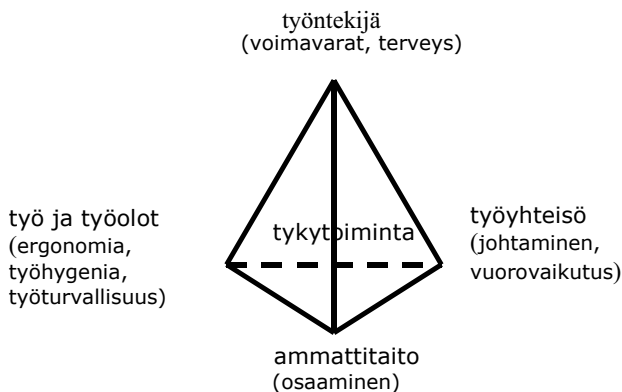 työntekijä
(voimavarat, terveys)
työ ja työolot
(ergonomia,
työhygenia,
työturvallisuus)
tykytoiminta
työyhteisö
(johtaminen,
vuorovaikutus)
ammattitaito
(osaaminen)